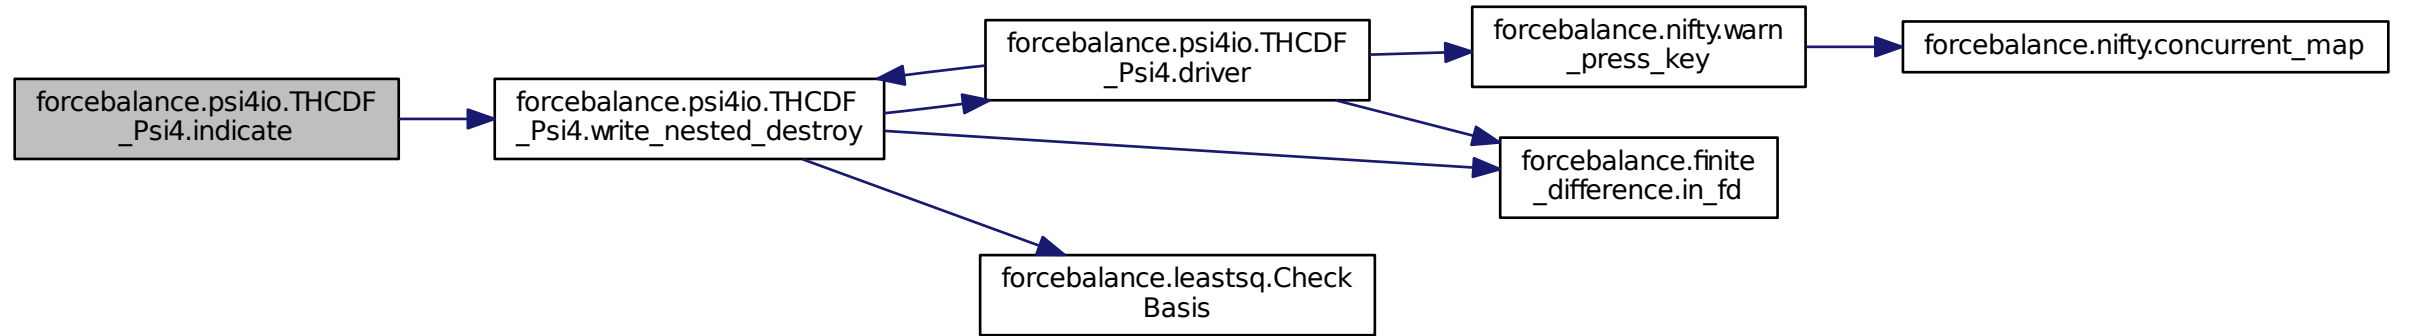 forcebalance.psi4io.THCDF
_Psi4.indicate
forcebalance.psi4io.THCDF
_Psi4.write_nested_destroy
forcebalance.psi4io.THCDF
_Psi4.driver
forcebalance.leastsq.Check
Basis
forcebalance.nifty.warn
_press_key
forcebalance.finite
_difference.in_fd
forcebalance.nifty.concurrent_map